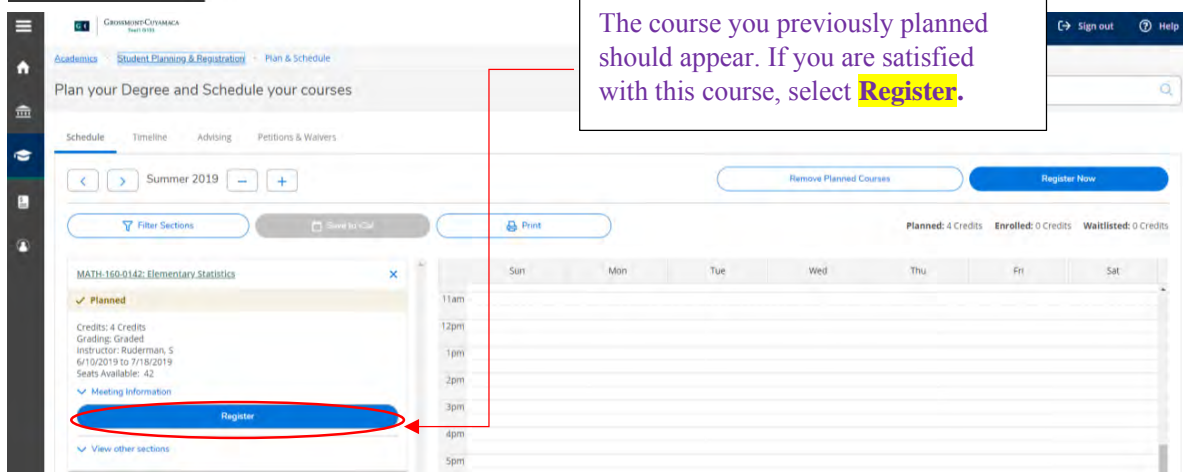 GROSSMONT-CUYAMACA
Sign out Help
The course you previously planned
should appear. If you are satisfied
with this course, select Register.
Academics Student Planning & Registration Plan & Schedule
Plan your Degree and Schedule your courses
Schedule Timeline Advising Petitions & Waivers
Summer 2019
Remove Planned Courses Register Now
Filter Sections Save to iCal Print
Planned: 4 Credits Enrolled: 0 Credits Waitlisted: 0 Credits
MATH-160-0142: Elementary Statistics
Sun Mon Tue Wed Thu Fri Sat
Planned
11am
Credits: 4 Credits
12pm
Grading: Graded
Instructor: Ruderman, S
1pm
6/10/2019 to 7/18/2019
Seats Available: 42
2pm
Meeting Information
Register
3pm
4pm
View other sections
5pm